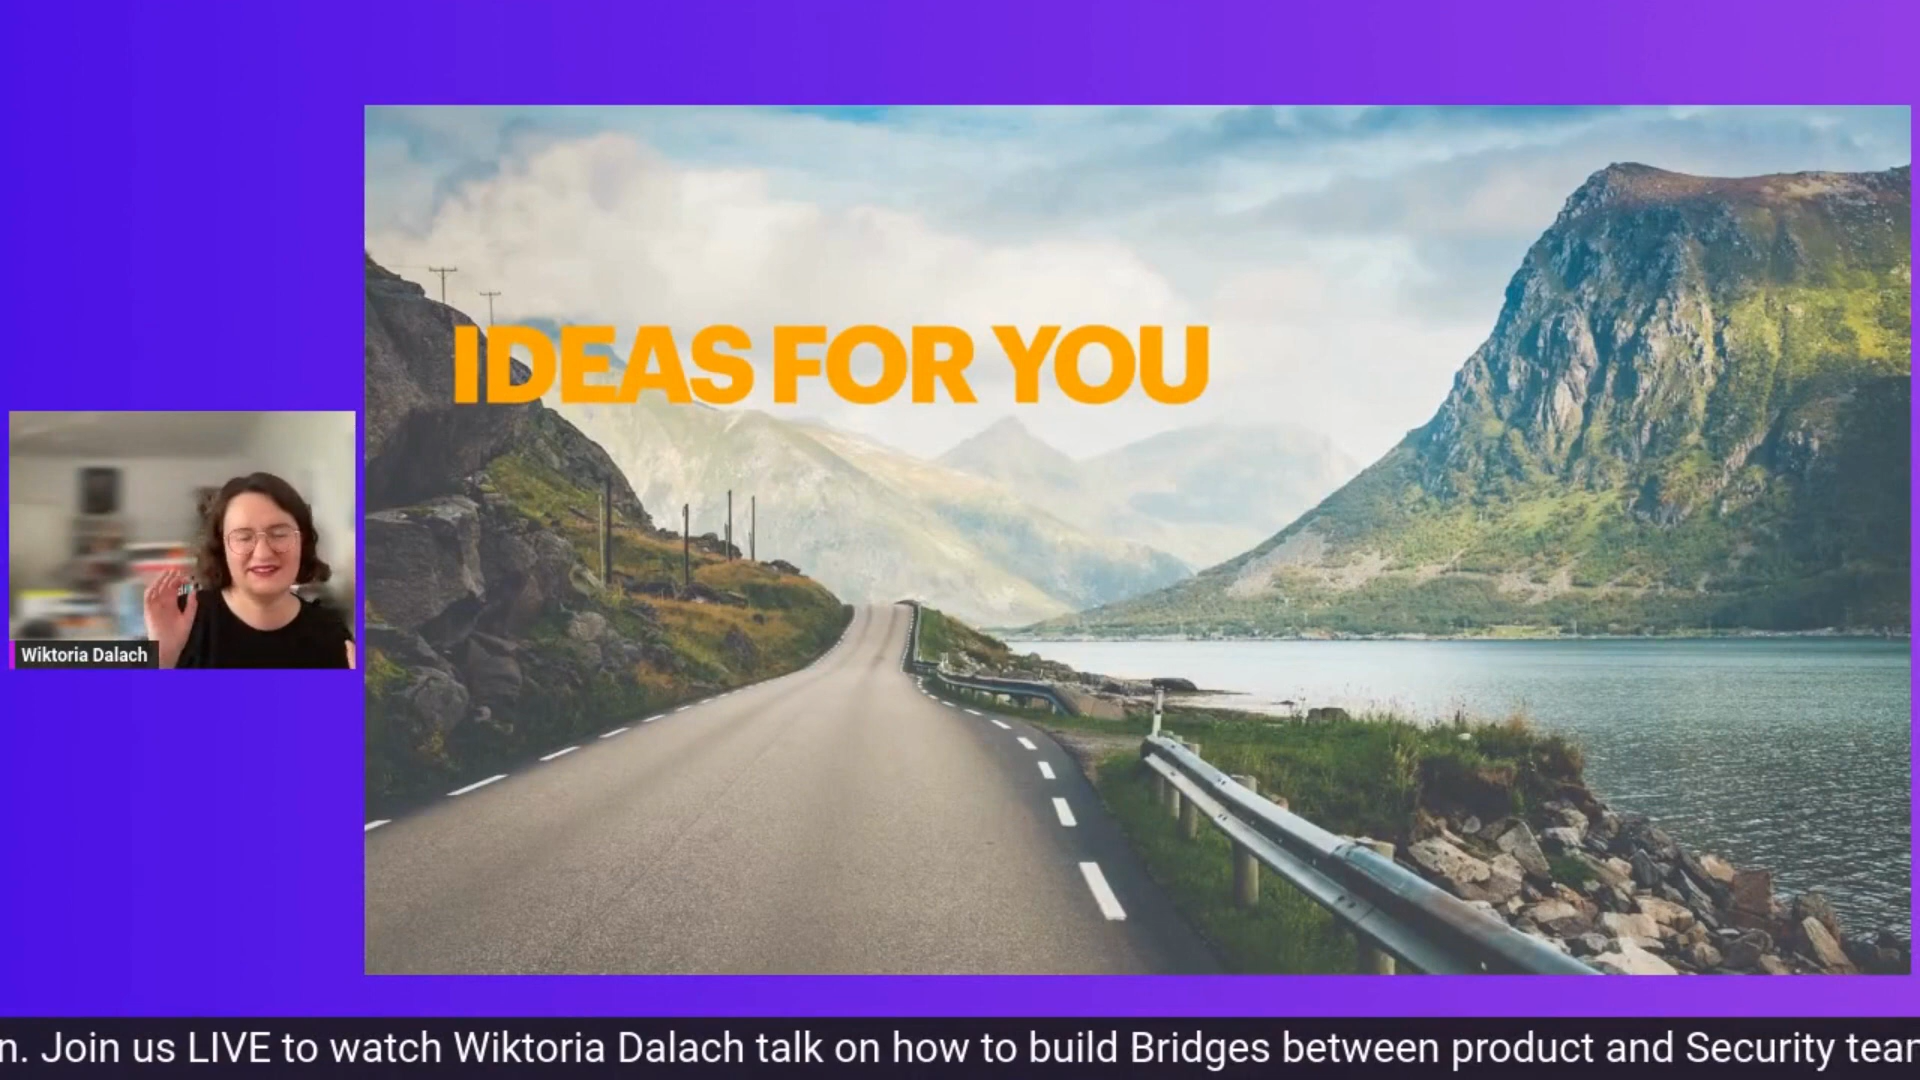 IDEAS FOR YOU
Wiktoria Dalach
n. Join us LIVE to watch Wiktoria Dalach talk on how to build Bridges between product and Security tear